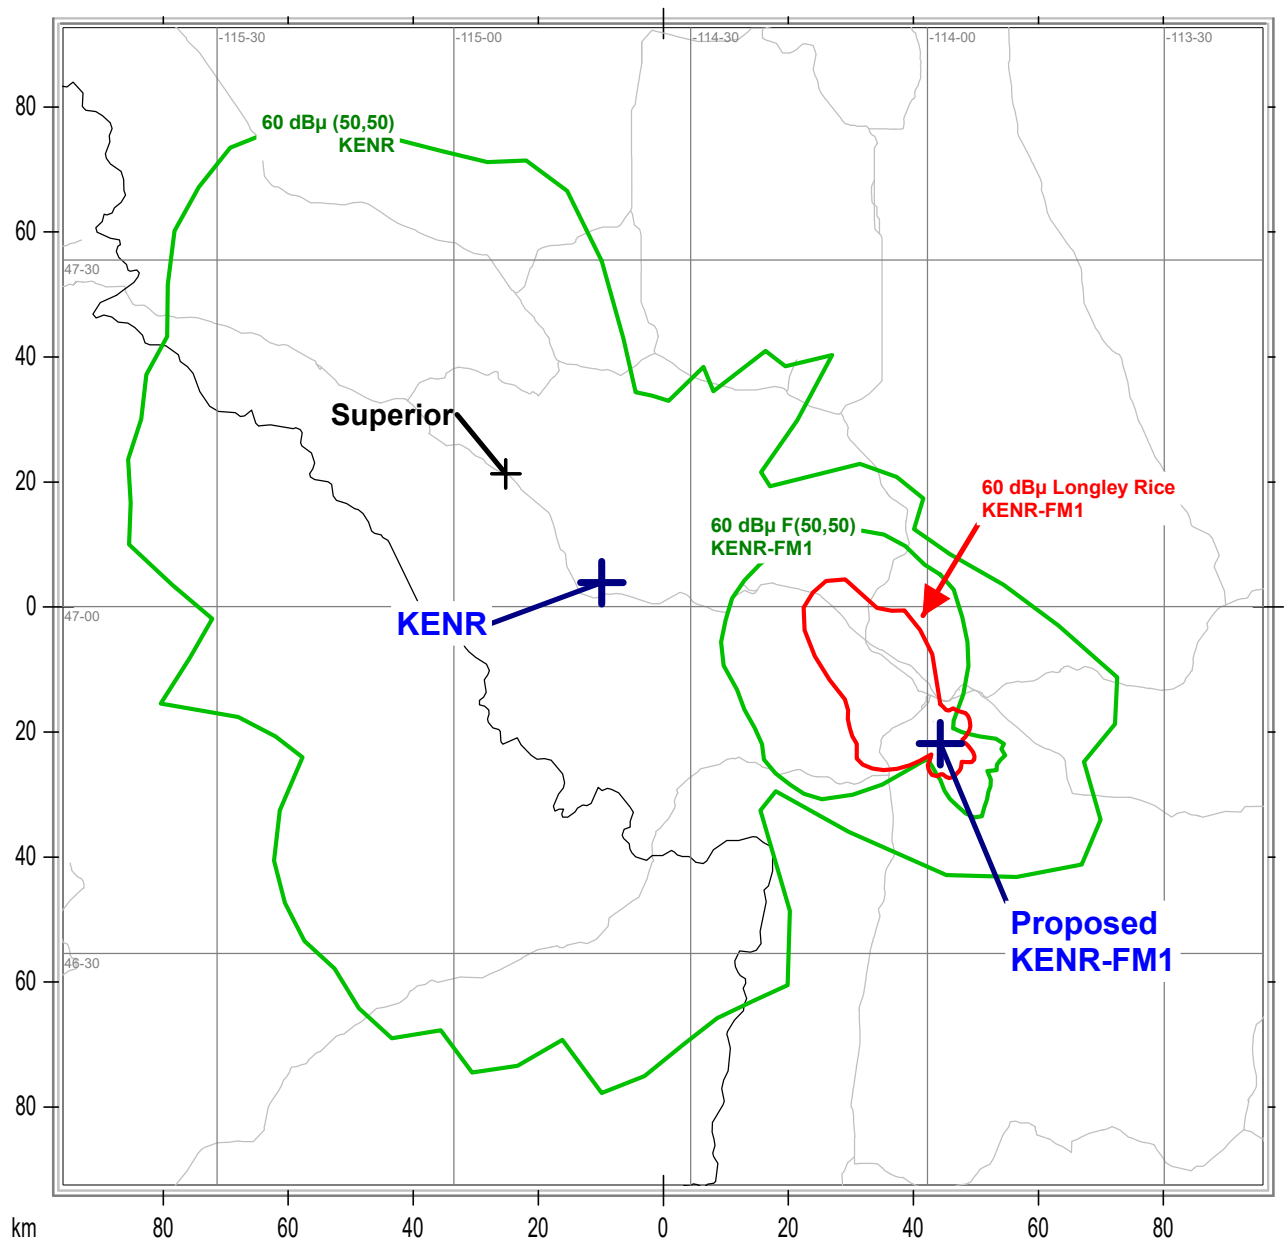 -115-30
-115-00
-114-30
-114-00
-113-30
80
60 dBµ (50,50)
KENR
60
47-30
40
Superior
20
60 dBµ Longley Rice
KENR-FM1
60 dBµ F(50,50)
KENR-FM1
0
47-00
KENR
20
40
Proposed
KENR-FM1
46-30
60
80
km
80
60
40
20
0
20
40
60
80